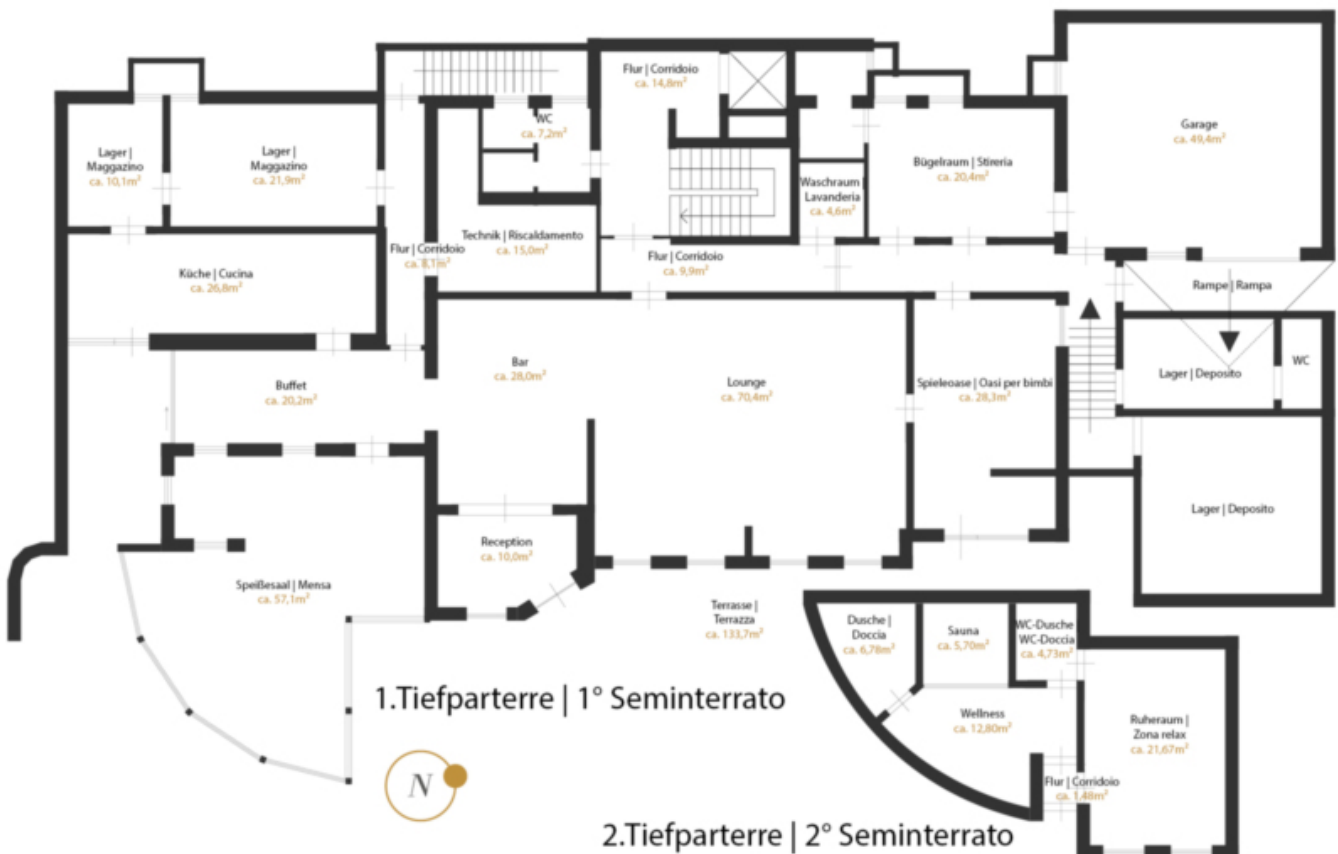 Flur | Corridoio
ca. 14,8m²
WC
ca. 7,2m²
Garage
ca. 49,4m²
Lager |
Maggazino
ca. 10,1m²
Lager |
Maggazino
ca. 21,9m²
Bügelraum | Stireria
ca. 20,4m²
Waschraum |
Lavanderia
ca. 4,6m²
Technik | Riscaldamento
ca. 15,0m²
Flur | Corridoio
ca. 8,1m²
Flur | Corridoio
ca. 9,9m²
Küche | Cucina
ca. 26,8m²
Rampe | Rampa
Bar
ca. 28,0m²
Buffet
ca. 20,2m²
Lounge
ca. 70,4m²
Spieleoase | Oasi per bimbi
ca. 28,3m²
Lager | Deposito
WC
Lager | Deposito
Reception
ca. 10,0m²
Speißesaal | Mensa
ca. 57,1m²
Terrasse |
Terrazza
ca. 133,7m²
Dusche |
Doccia
ca. 6,78m²
Sauna
ca. 5,70m²
WC-Dusche
WC-Doccia
ca. 4,73m²
1.Tiefparterre | 1° Seminterrato
Wellness
ca. 12,80m²
Ruheraum |
Zona relax
ca. 21,67m²
N
Flur | Corridoio
ca. 1,48m²
2.Tiefparterre | 2° Seminterrato